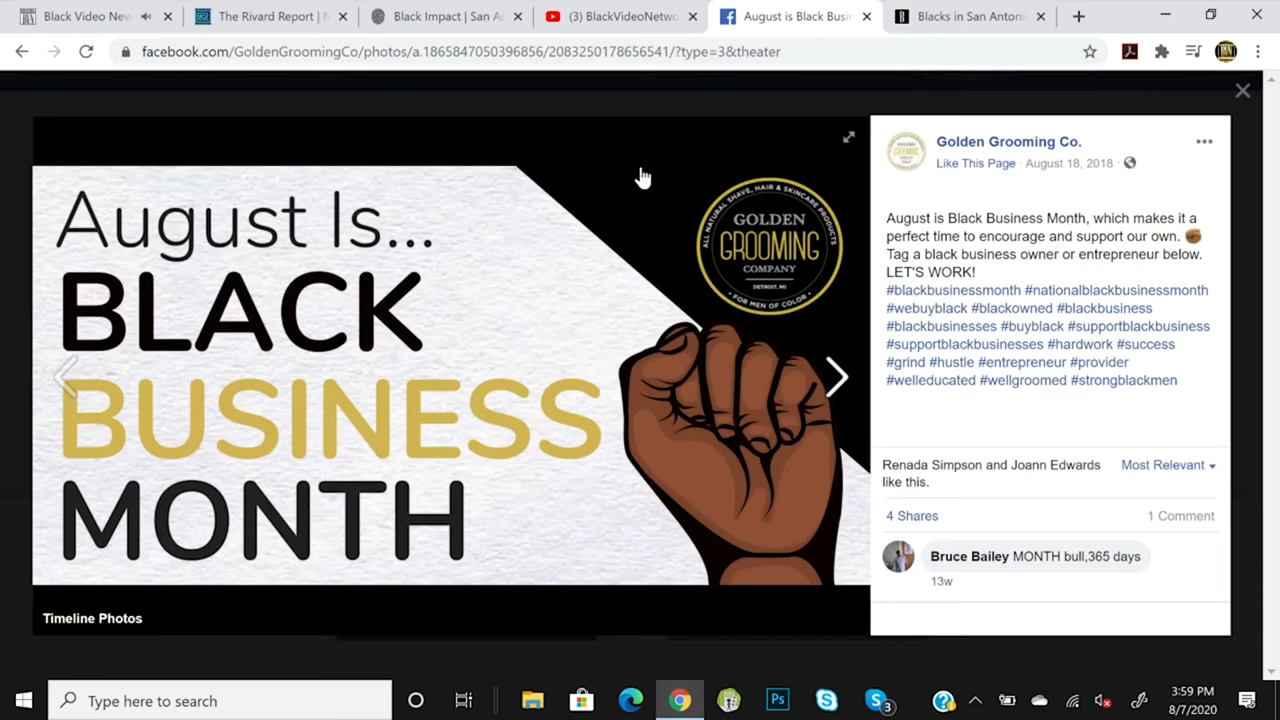 Black Video New
The Rivard Report | N
Black Impact | San A
(3) BlackVideoNetwo
August is Black Busin
Blacks in San Antoni
facebook.com/GoldenGroomingCo/photos/a.1865847050396856/2083250178656541/?type=3&theater
August Is...
BLACK
BUSINESS
MONTH
ALL NATURAL SHAVE, HAIR & SKINCARE PRODUCTS
GOLDEN
GROOMING
COMPANY
DETROIT, MI
• FOR MEN OF COLOR •
Timeline Photos
Golden Grooming Co.
Like This Page · August 18, 2018 ·
August is Black Business Month, which makes it a
perfect time to encourage and support our own.
Tag a black business owner or entrepreneur below.
LET'S WORK!
#blackbusinessmonth #nationalblackbusinessmonth
#webuyblack #blackowned #blackbusiness
#blackbusinesses #buyblack #supportblackbusiness
#supportblackbusinesses #hardwork #success
#grind #hustle #entrepreneur #provider
#welleducated #wellgroomed #strongblackmen
Renada Simpson and Joann Edwards
like this.
Most Relevant
4 Shares
1 Comment
Bruce Bailey MONTH bull,365 days
13w
Type here to search
Ps
3
3:59 PM
8/7/2020